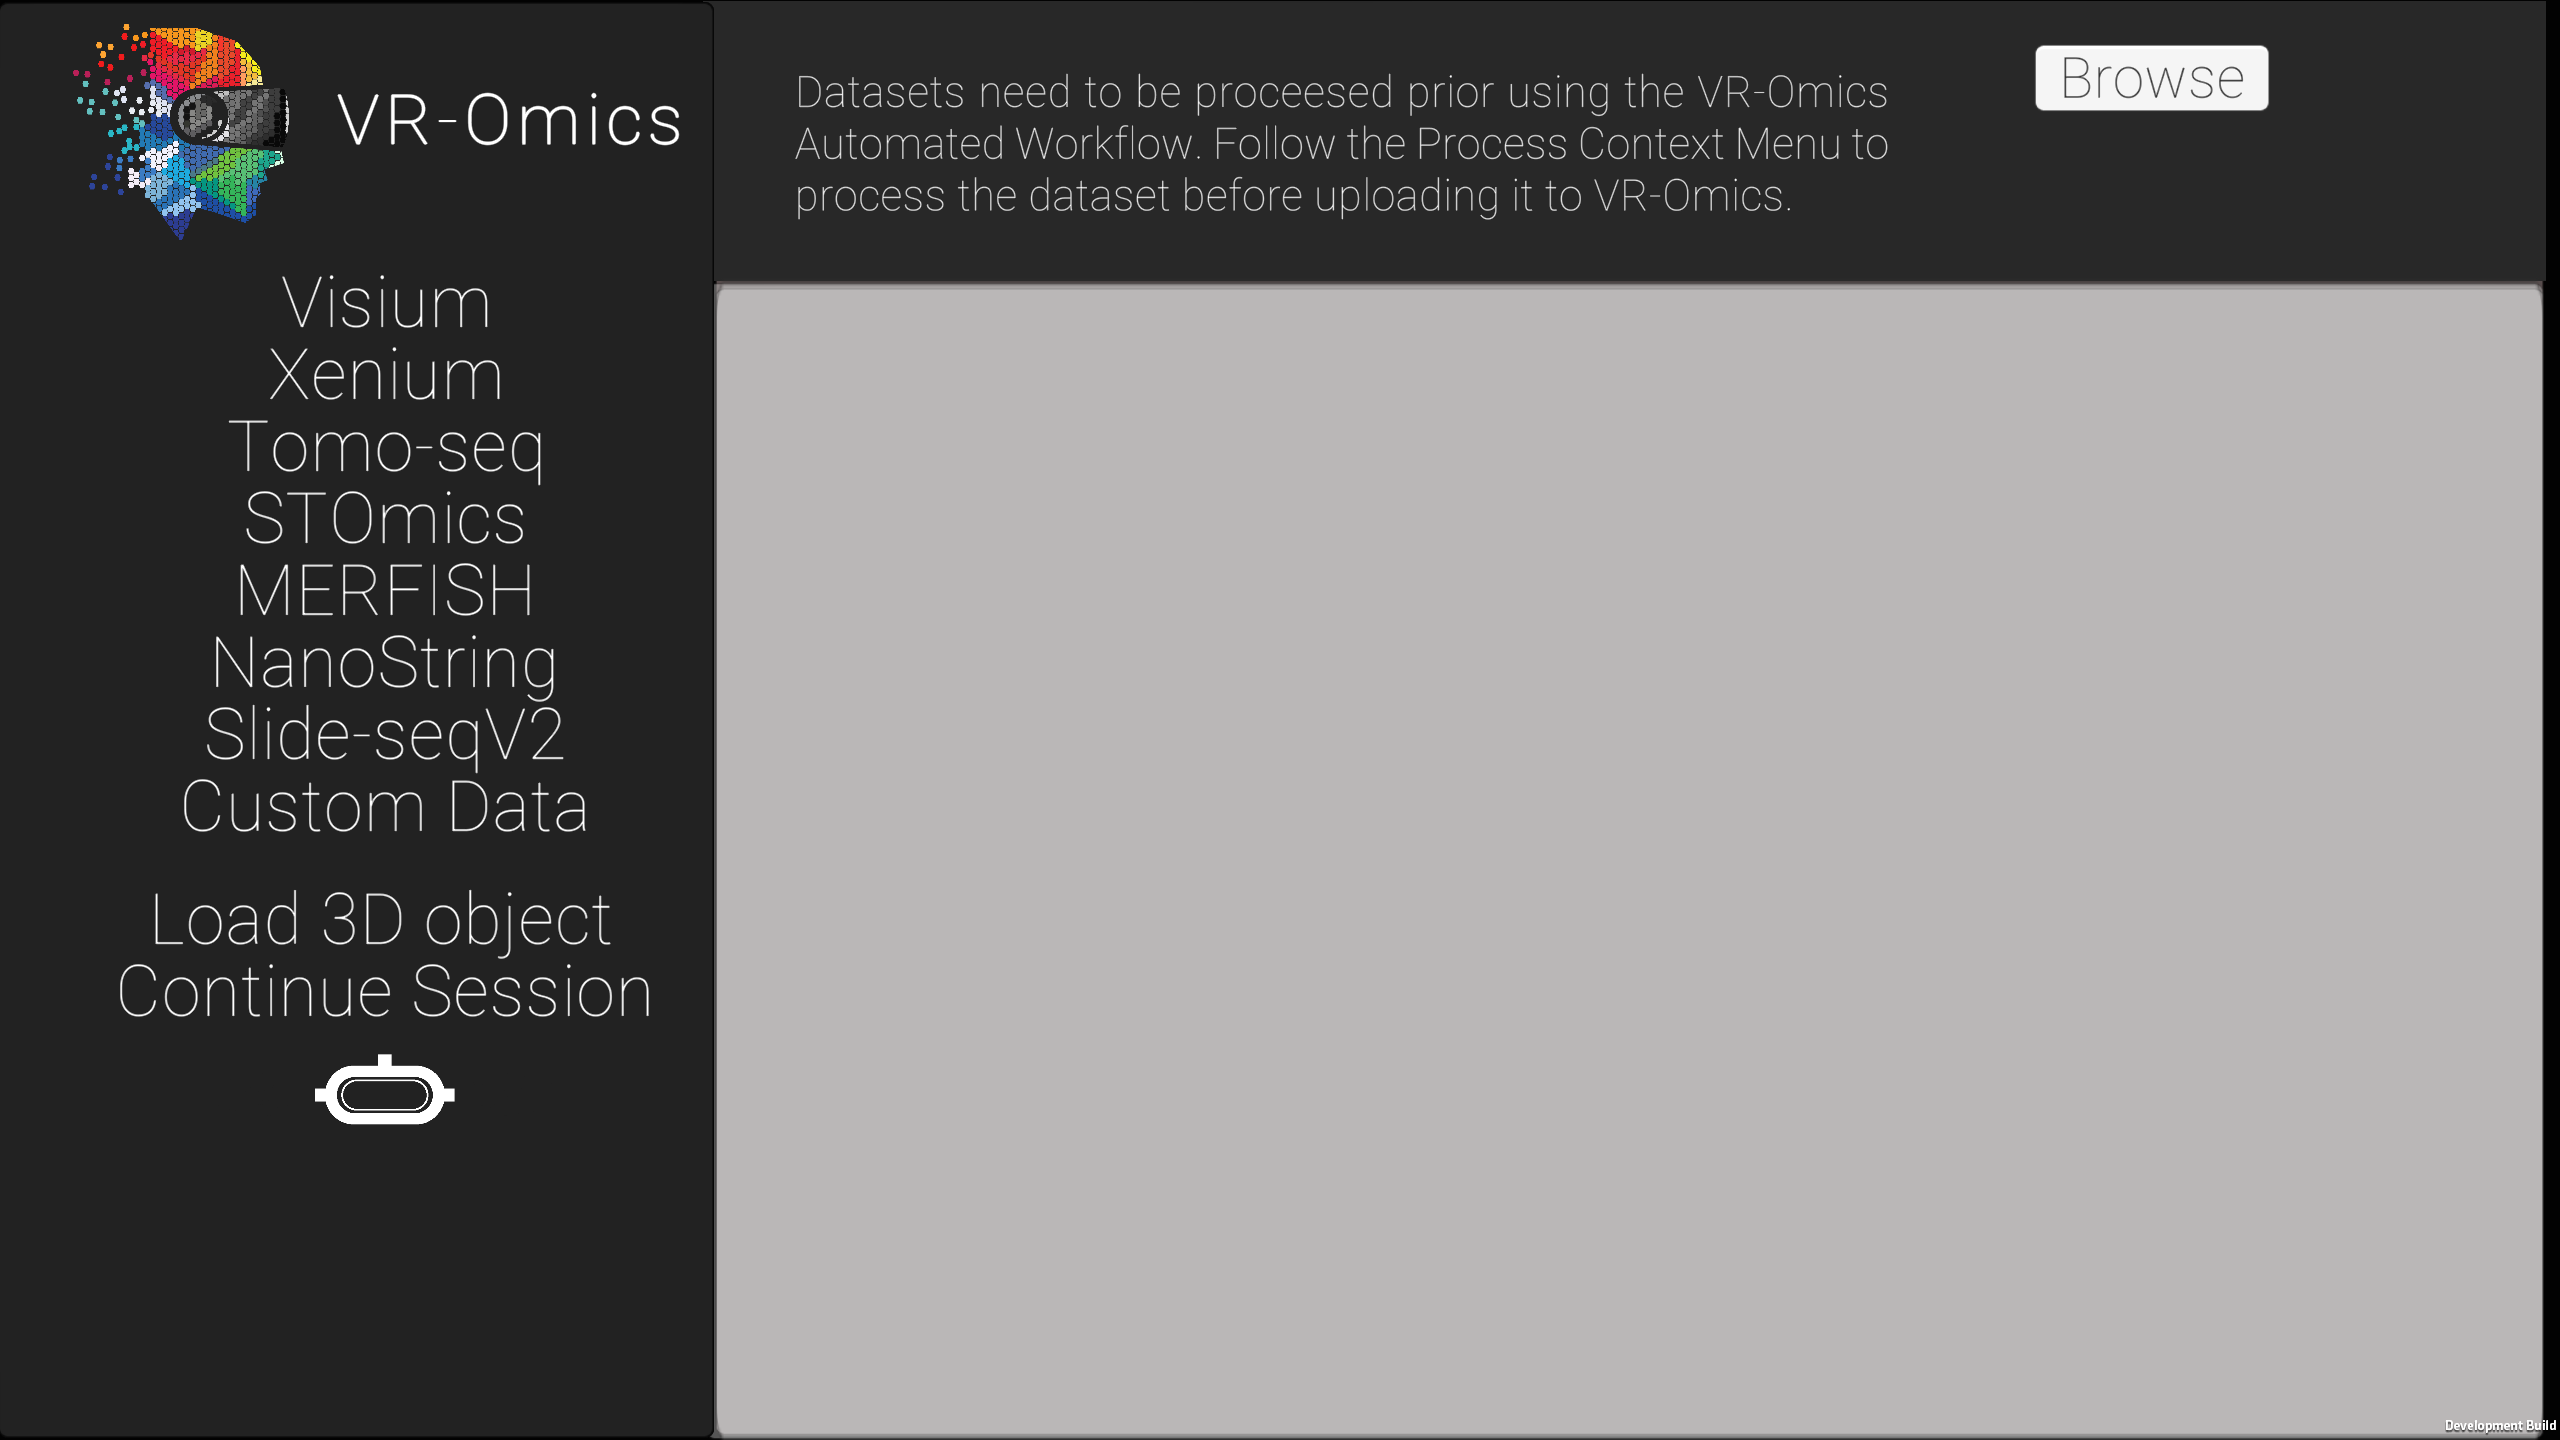 VR-Omics
Visium
Xenium
Tomo-seq
STOmics
MERFISH
NanoString
Slide-seqV2
Custom Data
Load 3D object
Continue Session
Datasets need to be proceesed prior using the VR-Omics
Automated Workflow. Follow the Process Context Menu to
process the dataset before uploading it to VR-Omics.
Browse
Development Build